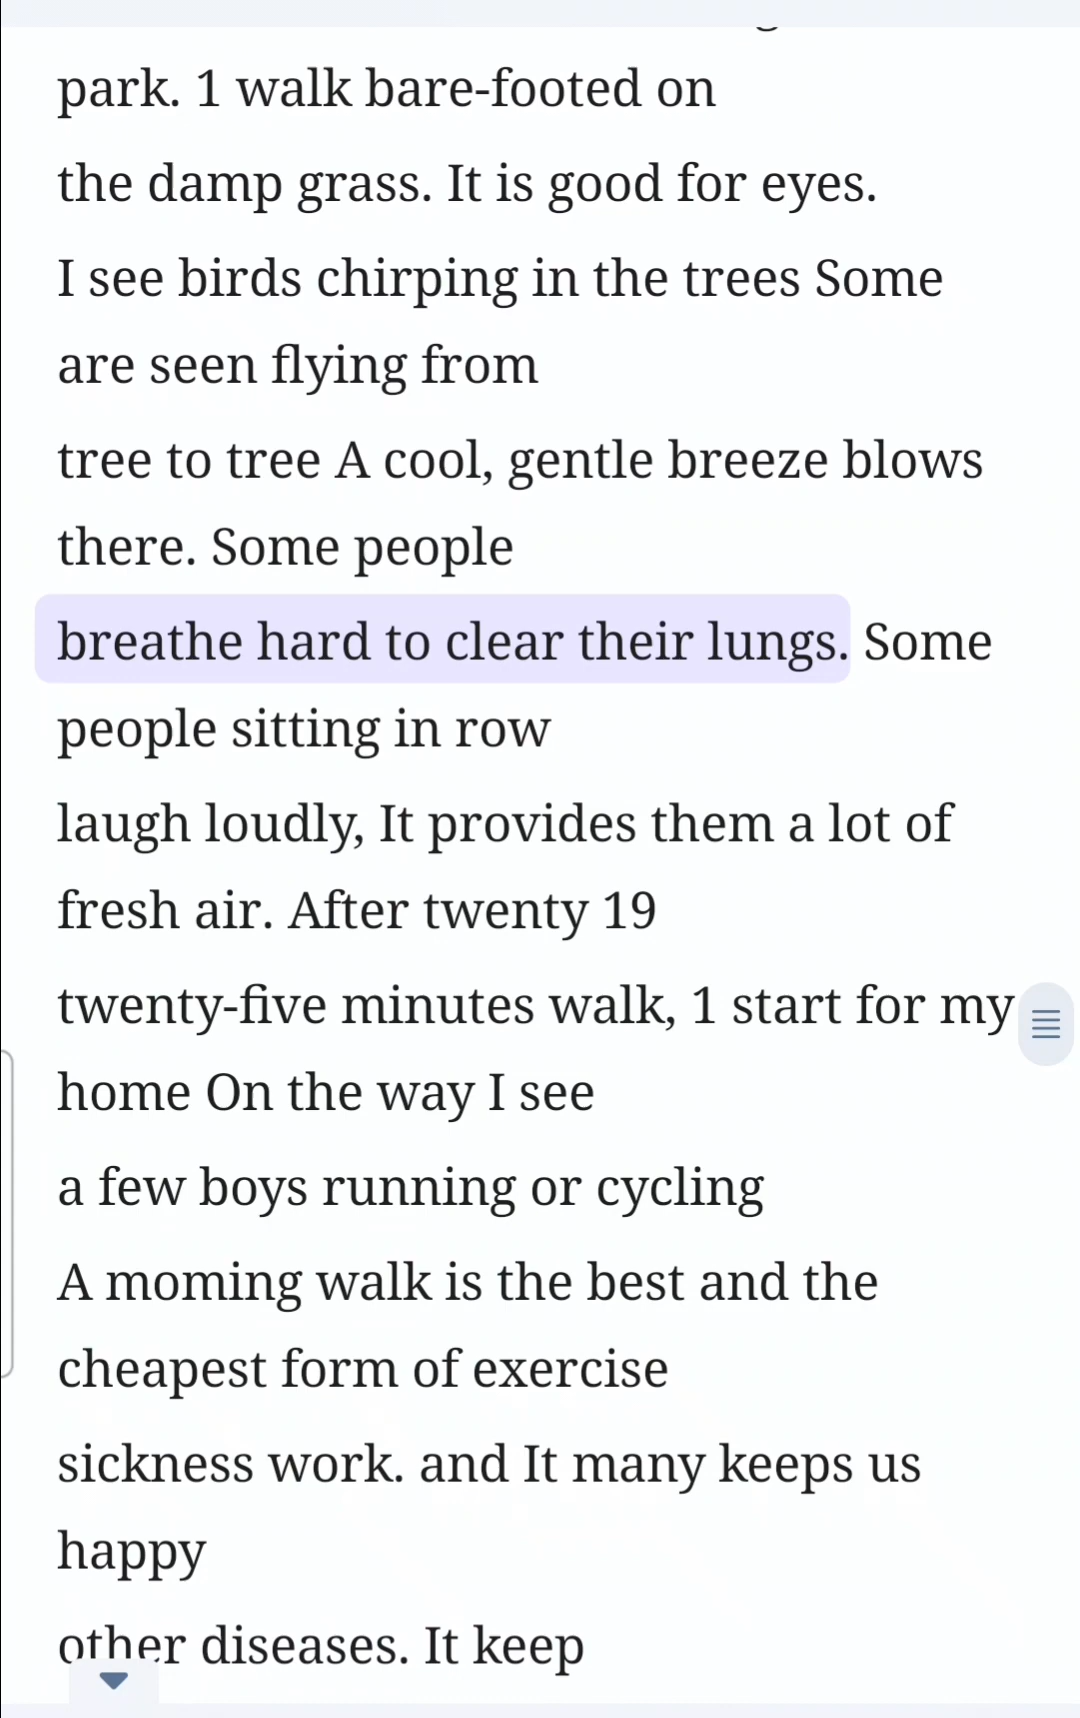 park. 1 walk bare-footed on
the damp grass. It is good for eyes.
I see birds chirping in the trees Some
are seen flying from
tree to tree A cool, gentle breeze blows
there. Some people
breathe hard to clear their lungs. Some
people sitting in row
laugh loudly, It provides them a lot of
fresh air. After twenty 19
twenty-five minutes walk, 1 start for my
home On the way I see
a few boys running or cycling
A moming walk is the best and the
cheapest form of exercise
sickness work. and It many keeps us
happy
other diseases. It keep